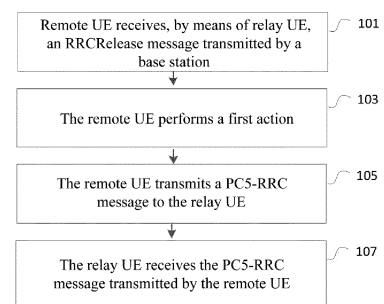 Remote UE receives, by means of relay UE,
an RRCRelease message transmitted by a
base station
101
The remote UE performs a first action
103
The remote UE transmits a PC5-RRC
message to the relay UE
105
The relay UE receives the PC5-RRC
message transmitted by the remote UE
107